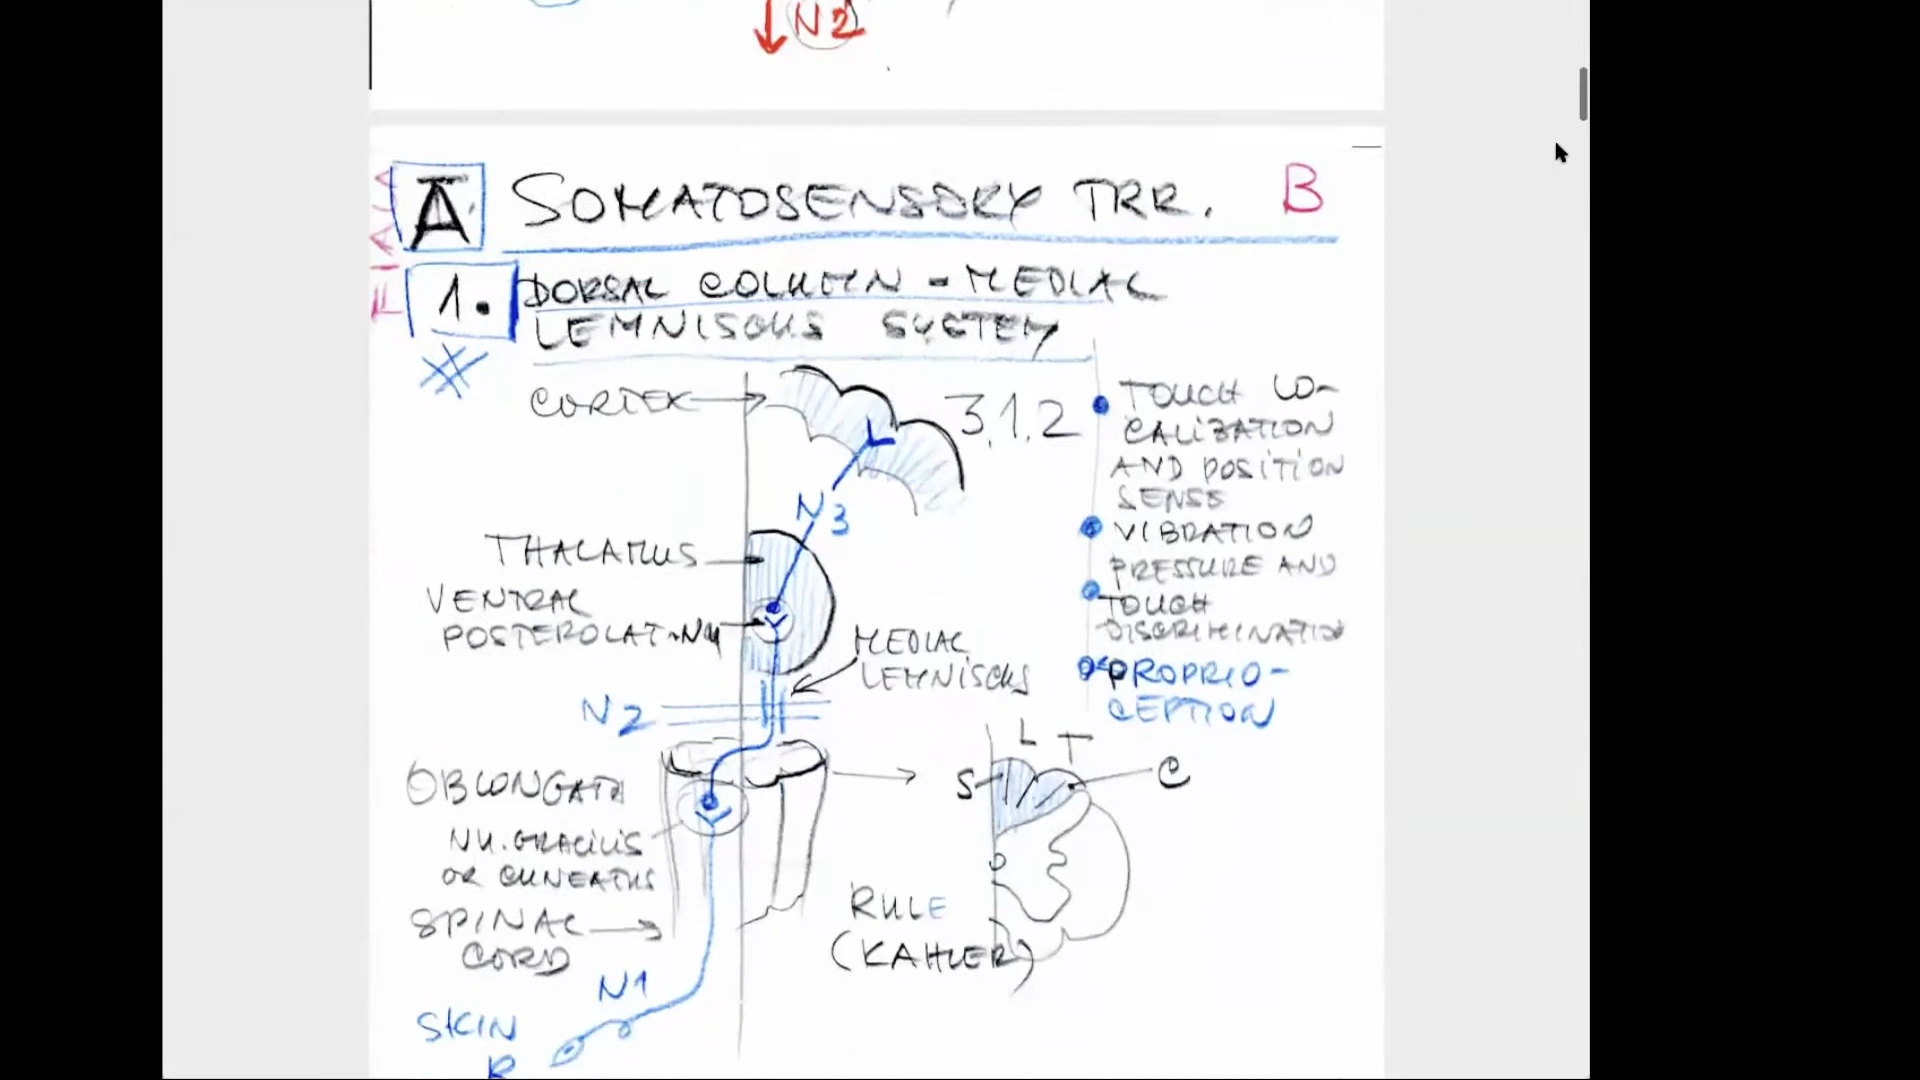 N2
A SOMATOSENSORY TRR. B
1. DORSAL COLUMN - MEDIAL
LEMNISCUS SYSTEM
CORTEX
3,1,2
TOUCH LO-
CALIZATION
AND POSITION
SENSE
VIBRATION
PRESSURE AND
TOUCH
DISCRIMINATION
PROPRIO-
CEPTION
N3
THALAMUS
VENTRAL
POSTEROLAT. NU
MEDIAL
LEMNISCUS
N2
L T
S C
OBLONGATA
NU. GRACILIS
OR CUNEATUS
SPINAL
CORD
RULE
(KAHLER)
N1
SKIN
R